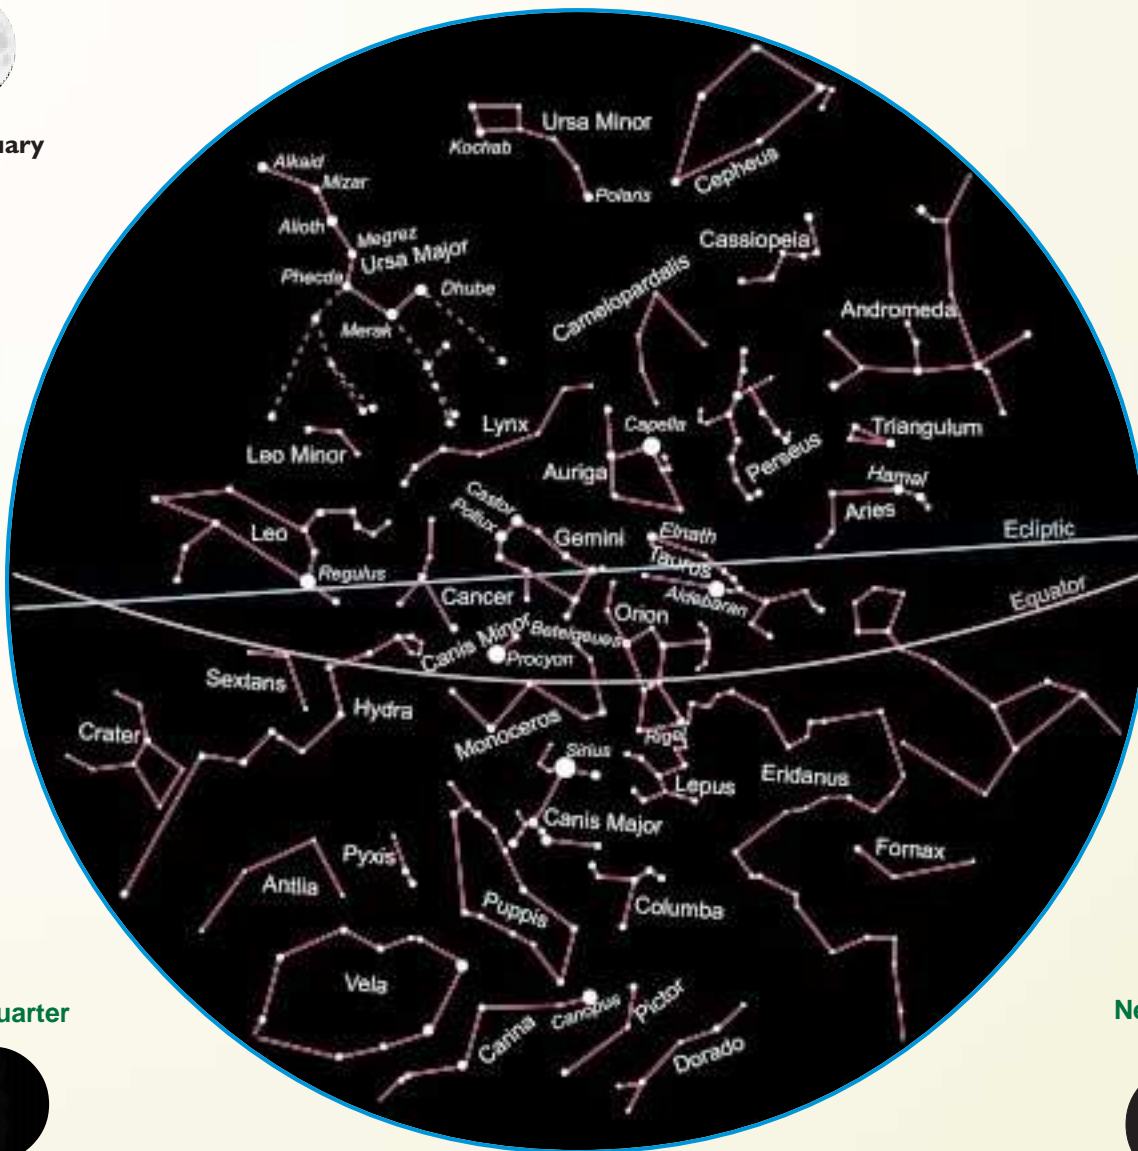 uary
Ursa Minor
Kochab
Polaris
Cepheus
Alkaid
Mizar
Alioth
Megrez
Ursa Major
Phecda
Dhube
Merak
Cassiopeia
Camelopardalis
Andromeda
Lynx
Leo Minor
Capella
Auriga
Perseus
Triangulum
Hamal
Aries
Castor
Pollux
Gemini
Elnath
Taurus
Aldebaran
Ecliptic
Equator
Leo
Regulus
Cancer
Orion
Canis Minor
Betelgeues
Procyon
Sextans
Hydra
Crater
Monoceros
Rigel
Sirius
Lepus
Eridanus
Canis Major
Pyxis
Antlia
Fornax
Puppis
Columba
Vela
Carina
Canopus
Pictor
Dorado
uarter
Ne